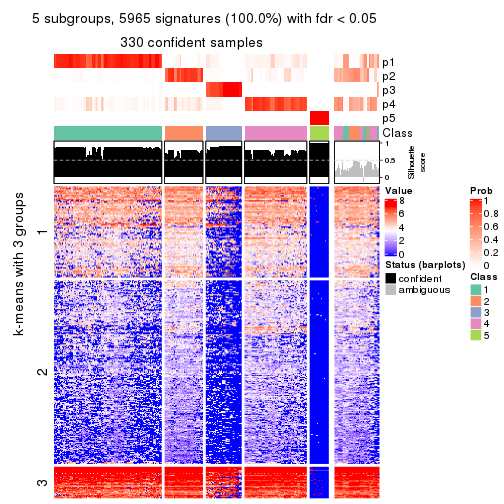 5 subgroups, 5965 signatures (100.0%) with fdr < 0.05
330 confident samples
p1
p2
p3
p4
p5
Class
1
0.5
0
Silhouette
score
k-means with 3 groups
1
2
3
Value
8
6
4
2
0
Status (barplots)
confident
ambiguous
Prob
1
0.8
0.6
0.4
0.2
0
Class
1
2
3
4
5